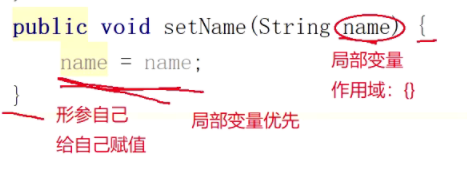 public void setName(String name) {
name = name;
}
局部变量
作用域：{}
形参自己
给自己赋值
局部变量优先